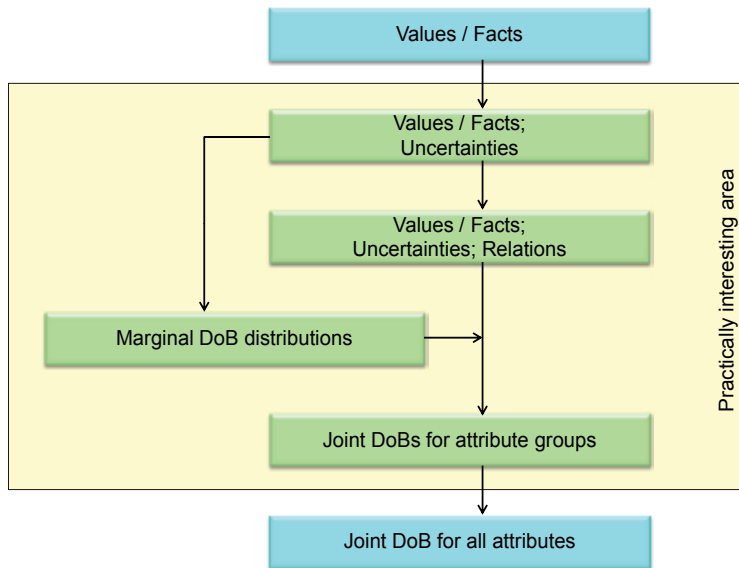 Values / Facts
Values / Facts;
Uncertainties
Values / Facts;
Uncertainties; Relations
Marginal DoB distributions
Joint DoBs for attribute groups
Joint DoB for all attributes
Practically interesting area